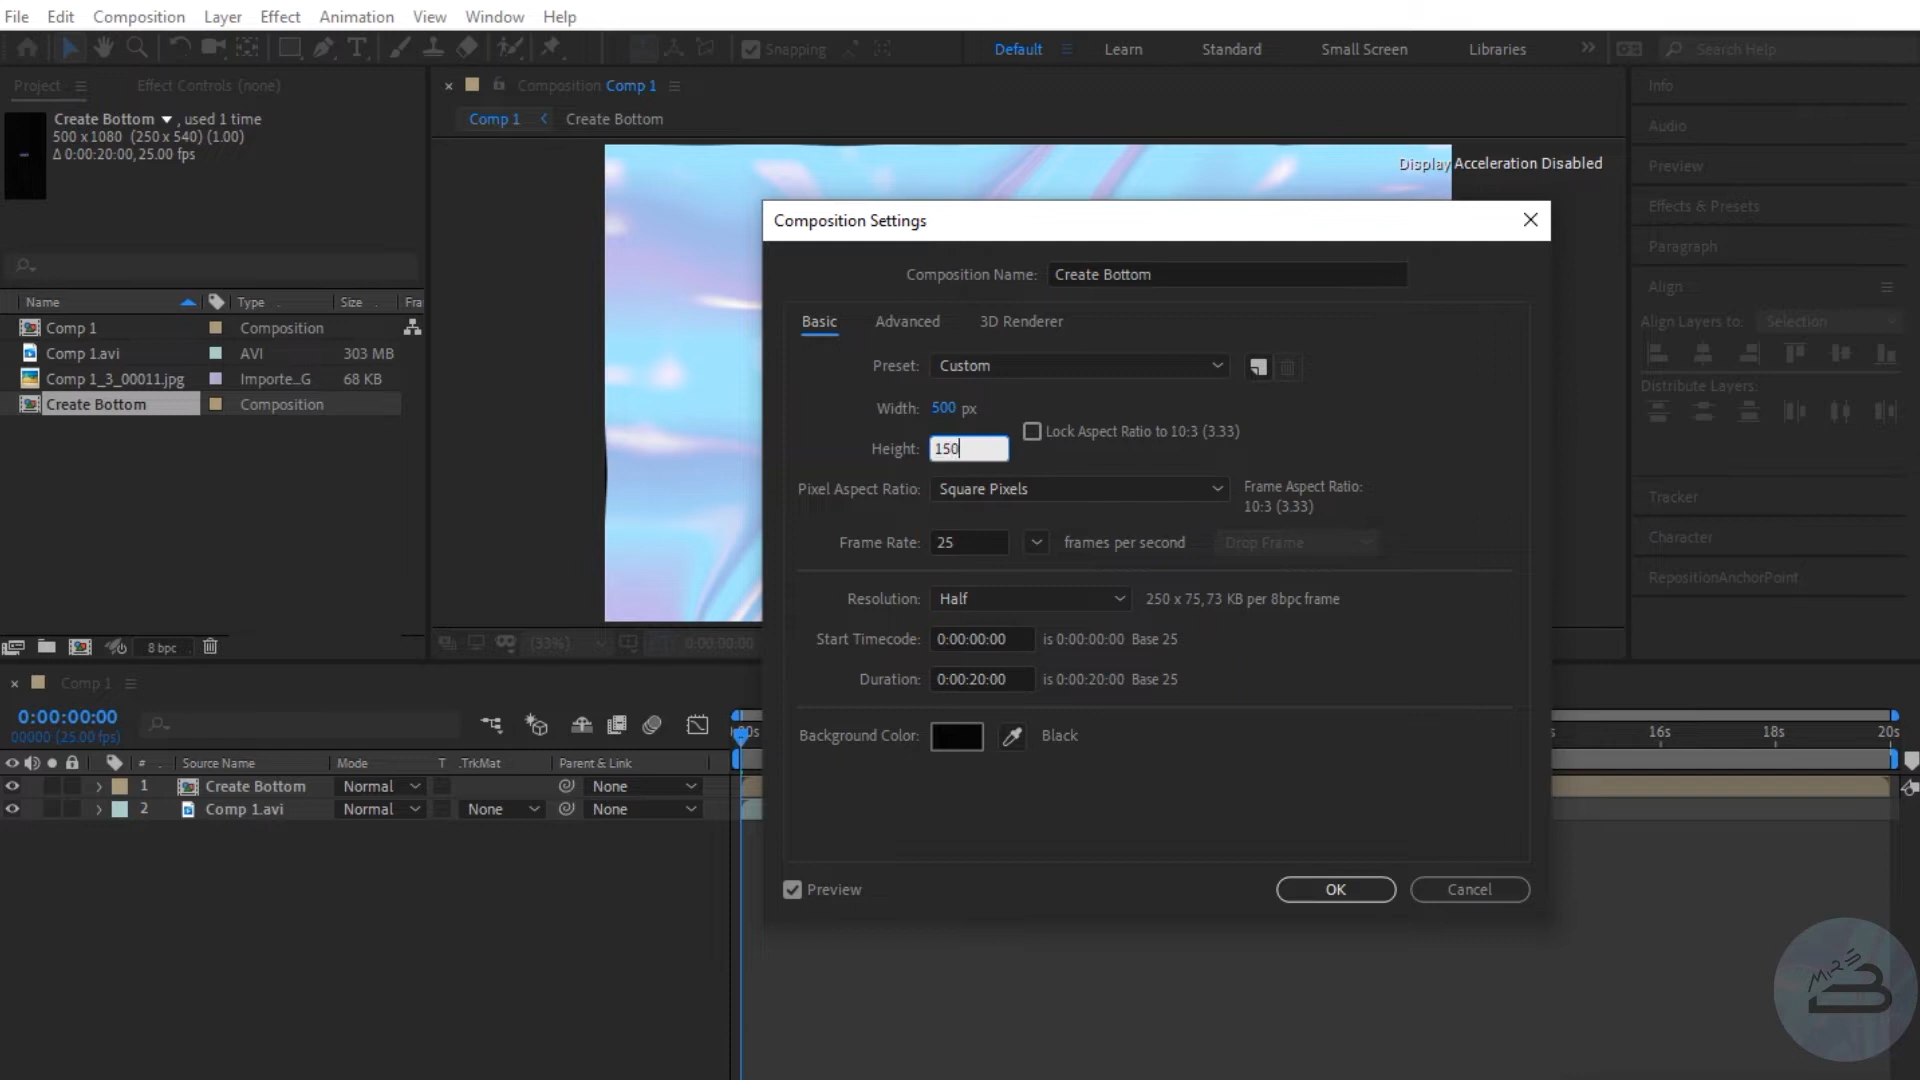 File Edit Composition Layer Effect Animation View Window Help
Snapping Default Learn Standard Small Screen Libraries Search Help
Project Effect Controls (none)
Composition Comp 1
Info
Create Bottom , used 1 time
500 x 1080 (250 x 540) (1.00)
Δ 0:00:20:00, 25.00 fps
Comp 1 Create Bottom
Audio
Display Acceleration Disabled
Preview
Effects & Presets
Paragraph
Align
Align Layers to: Selection
Distribute Layers:
Tracker
Character
RepositionAnchorPoint
Name Type Size Fra
Comp 1 Composition
Comp 1.avi AVI 303 MB
Comp 1_3_00011.jpg Importe_G 68 KB
Create Bottom Composition
8 bpc
(33%) 0:00:00:00
Composition Settings
Composition Name: Create Bottom
Basic Advanced 3D Renderer
Preset: Custom
Width: 500 px
Lock Aspect Ratio to 10:3 (3.33)
Height: 150
Pixel Aspect Ratio: Square Pixels
Frame Aspect Ratio:
10:3 (3.33)
Frame Rate: 25 frames per second Drop Frame
Resolution: Half 250 x 75,73 KB per 8bpc frame
Start Timecode: 0:00:00:00 is 0:00:00:00 Base 25
Duration: 0:00:20:00 is 0:00:20:00 Base 25
Background Color: Black
Preview OK Cancel
Comp 1
0:00:00:00
00000 (25.00 fps)
:00s s 16s 18s 20s
# Source Name Mode T .TrkMat Parent & Link
1 Create Bottom Normal None
2 Comp 1.avi Normal None None